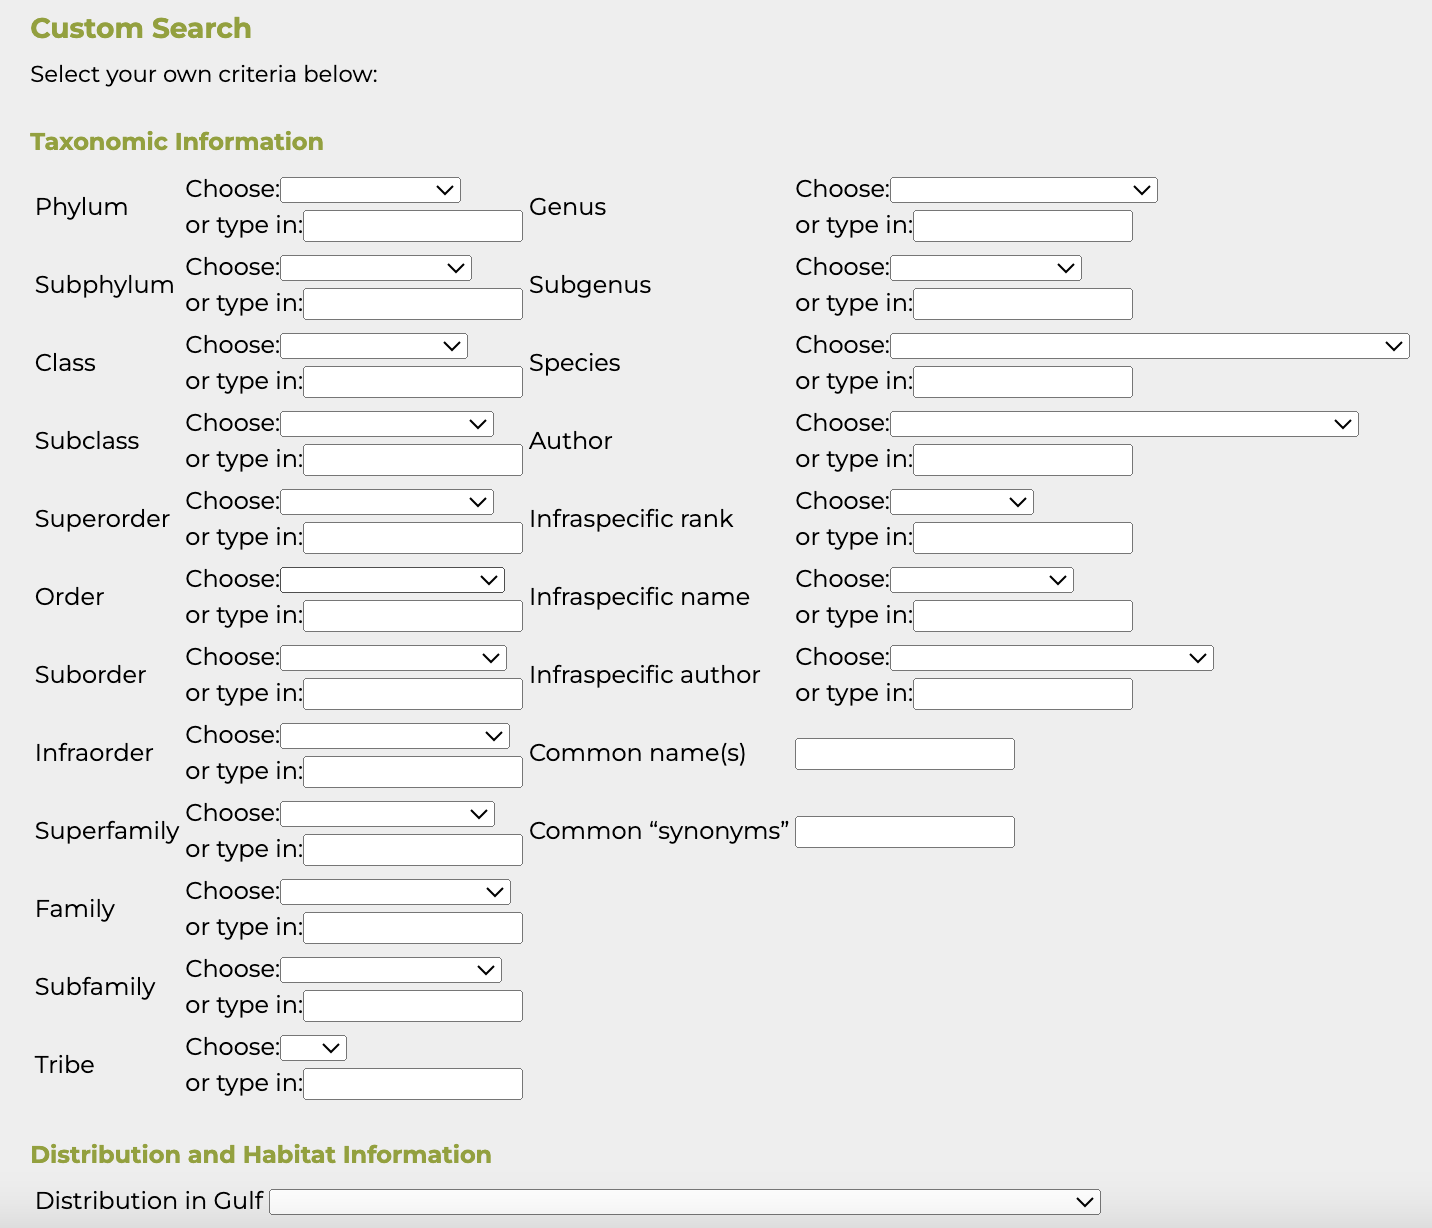 Custom Search
Select your own criteria below:
Taxonomic Information
Phylum Choose: or type in: Genus Choose: or type in:
Subphylum Choose: or type in: Subgenus Choose: or type in:
Class Choose: or type in: Species Choose: or type in:
Subclass Choose: or type in: Author Choose: or type in:
Superorder Choose: or type in: Infraspecific rank Choose: or type in:
Order Choose: or type in: Infraspecific name Choose: or type in:
Suborder Choose: or type in: Infraspecific author Choose: or type in:
Infraorder Choose: or type in: Common name(s)
Superfamily Choose: or type in: Common “synonyms”
Family Choose: or type in:
Subfamily Choose: or type in:
Tribe Choose: or type in:
Distribution and Habitat Information
Distribution in Gulf